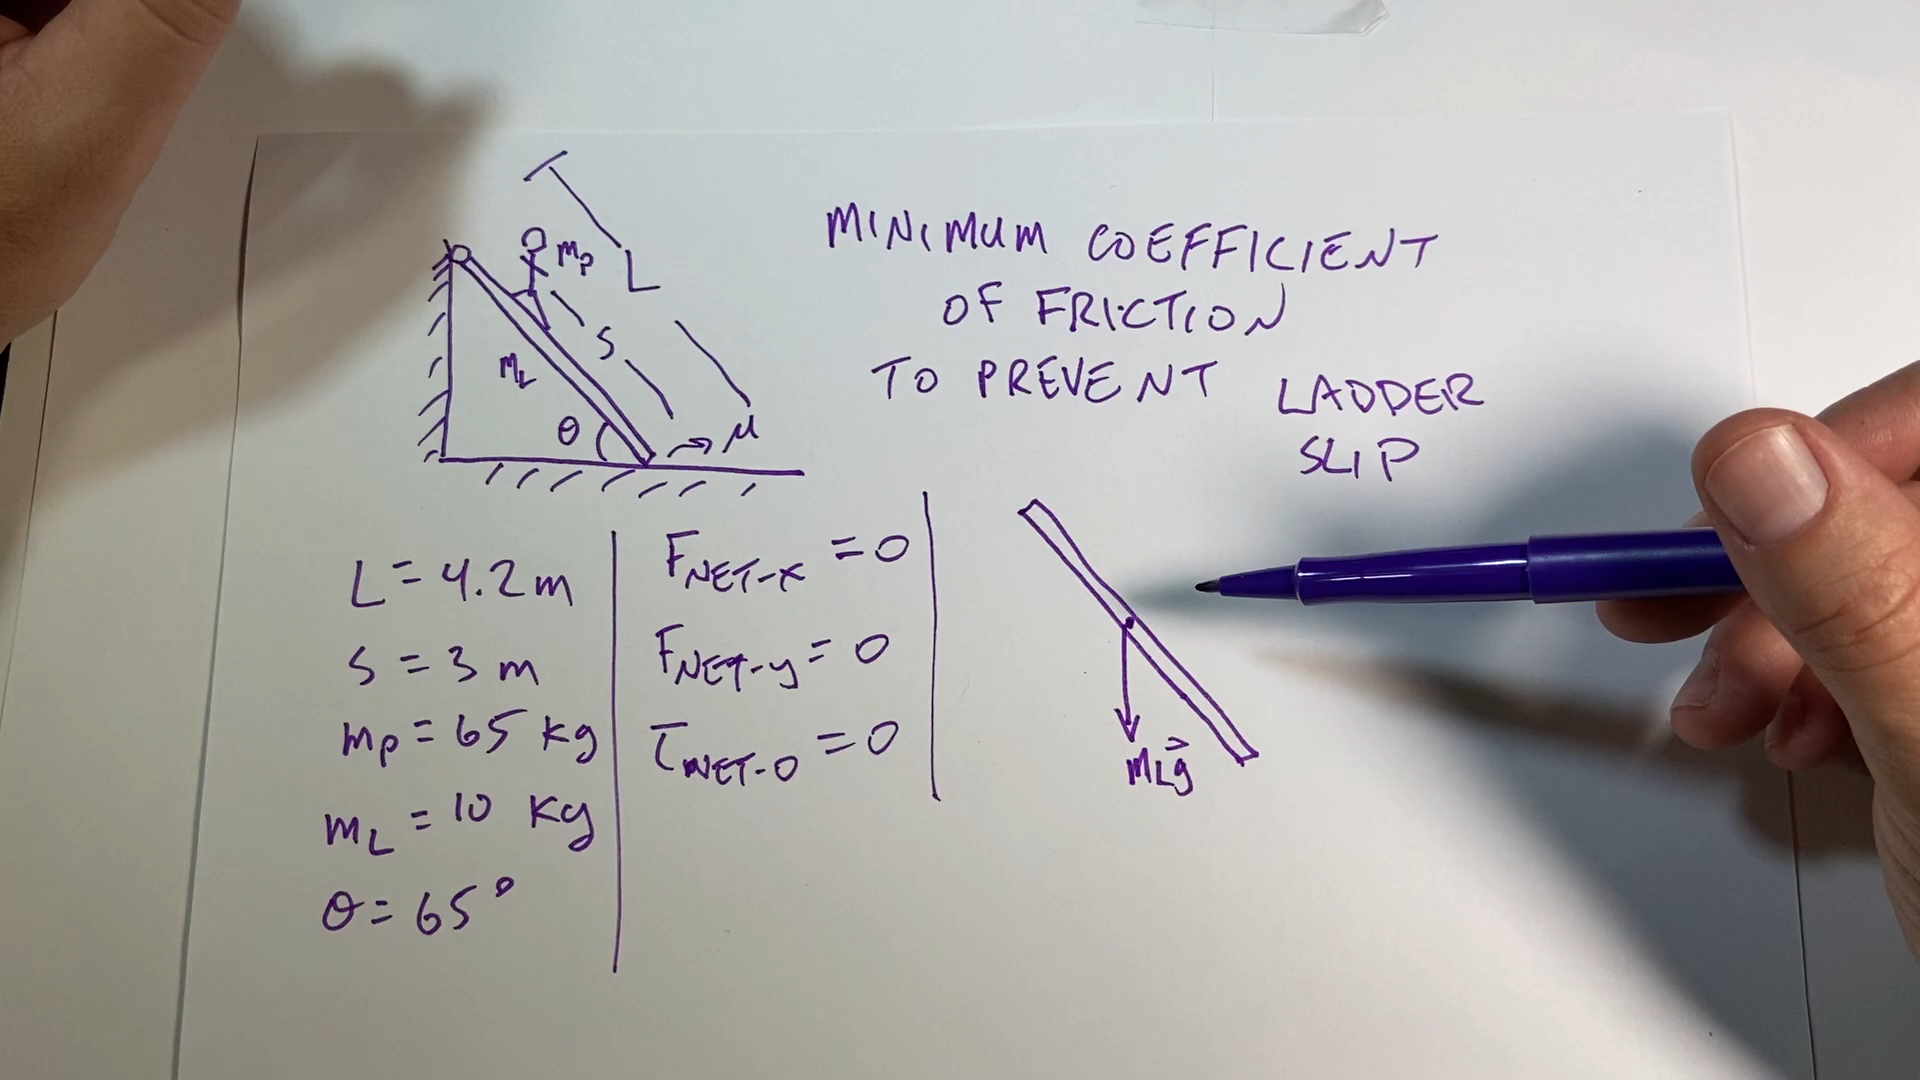 MINIMUM COEFFICIENT
OF FRICTION
TO PREVENT LADDER
SLIP
L
mp
S
mL
θ
μ
L = 4.2 m
S = 3 m
mp = 65 kg
mL = 10 kg
θ = 65°
FNET-x = 0
FNET-y = 0
τNET-O = 0
mLg⃗